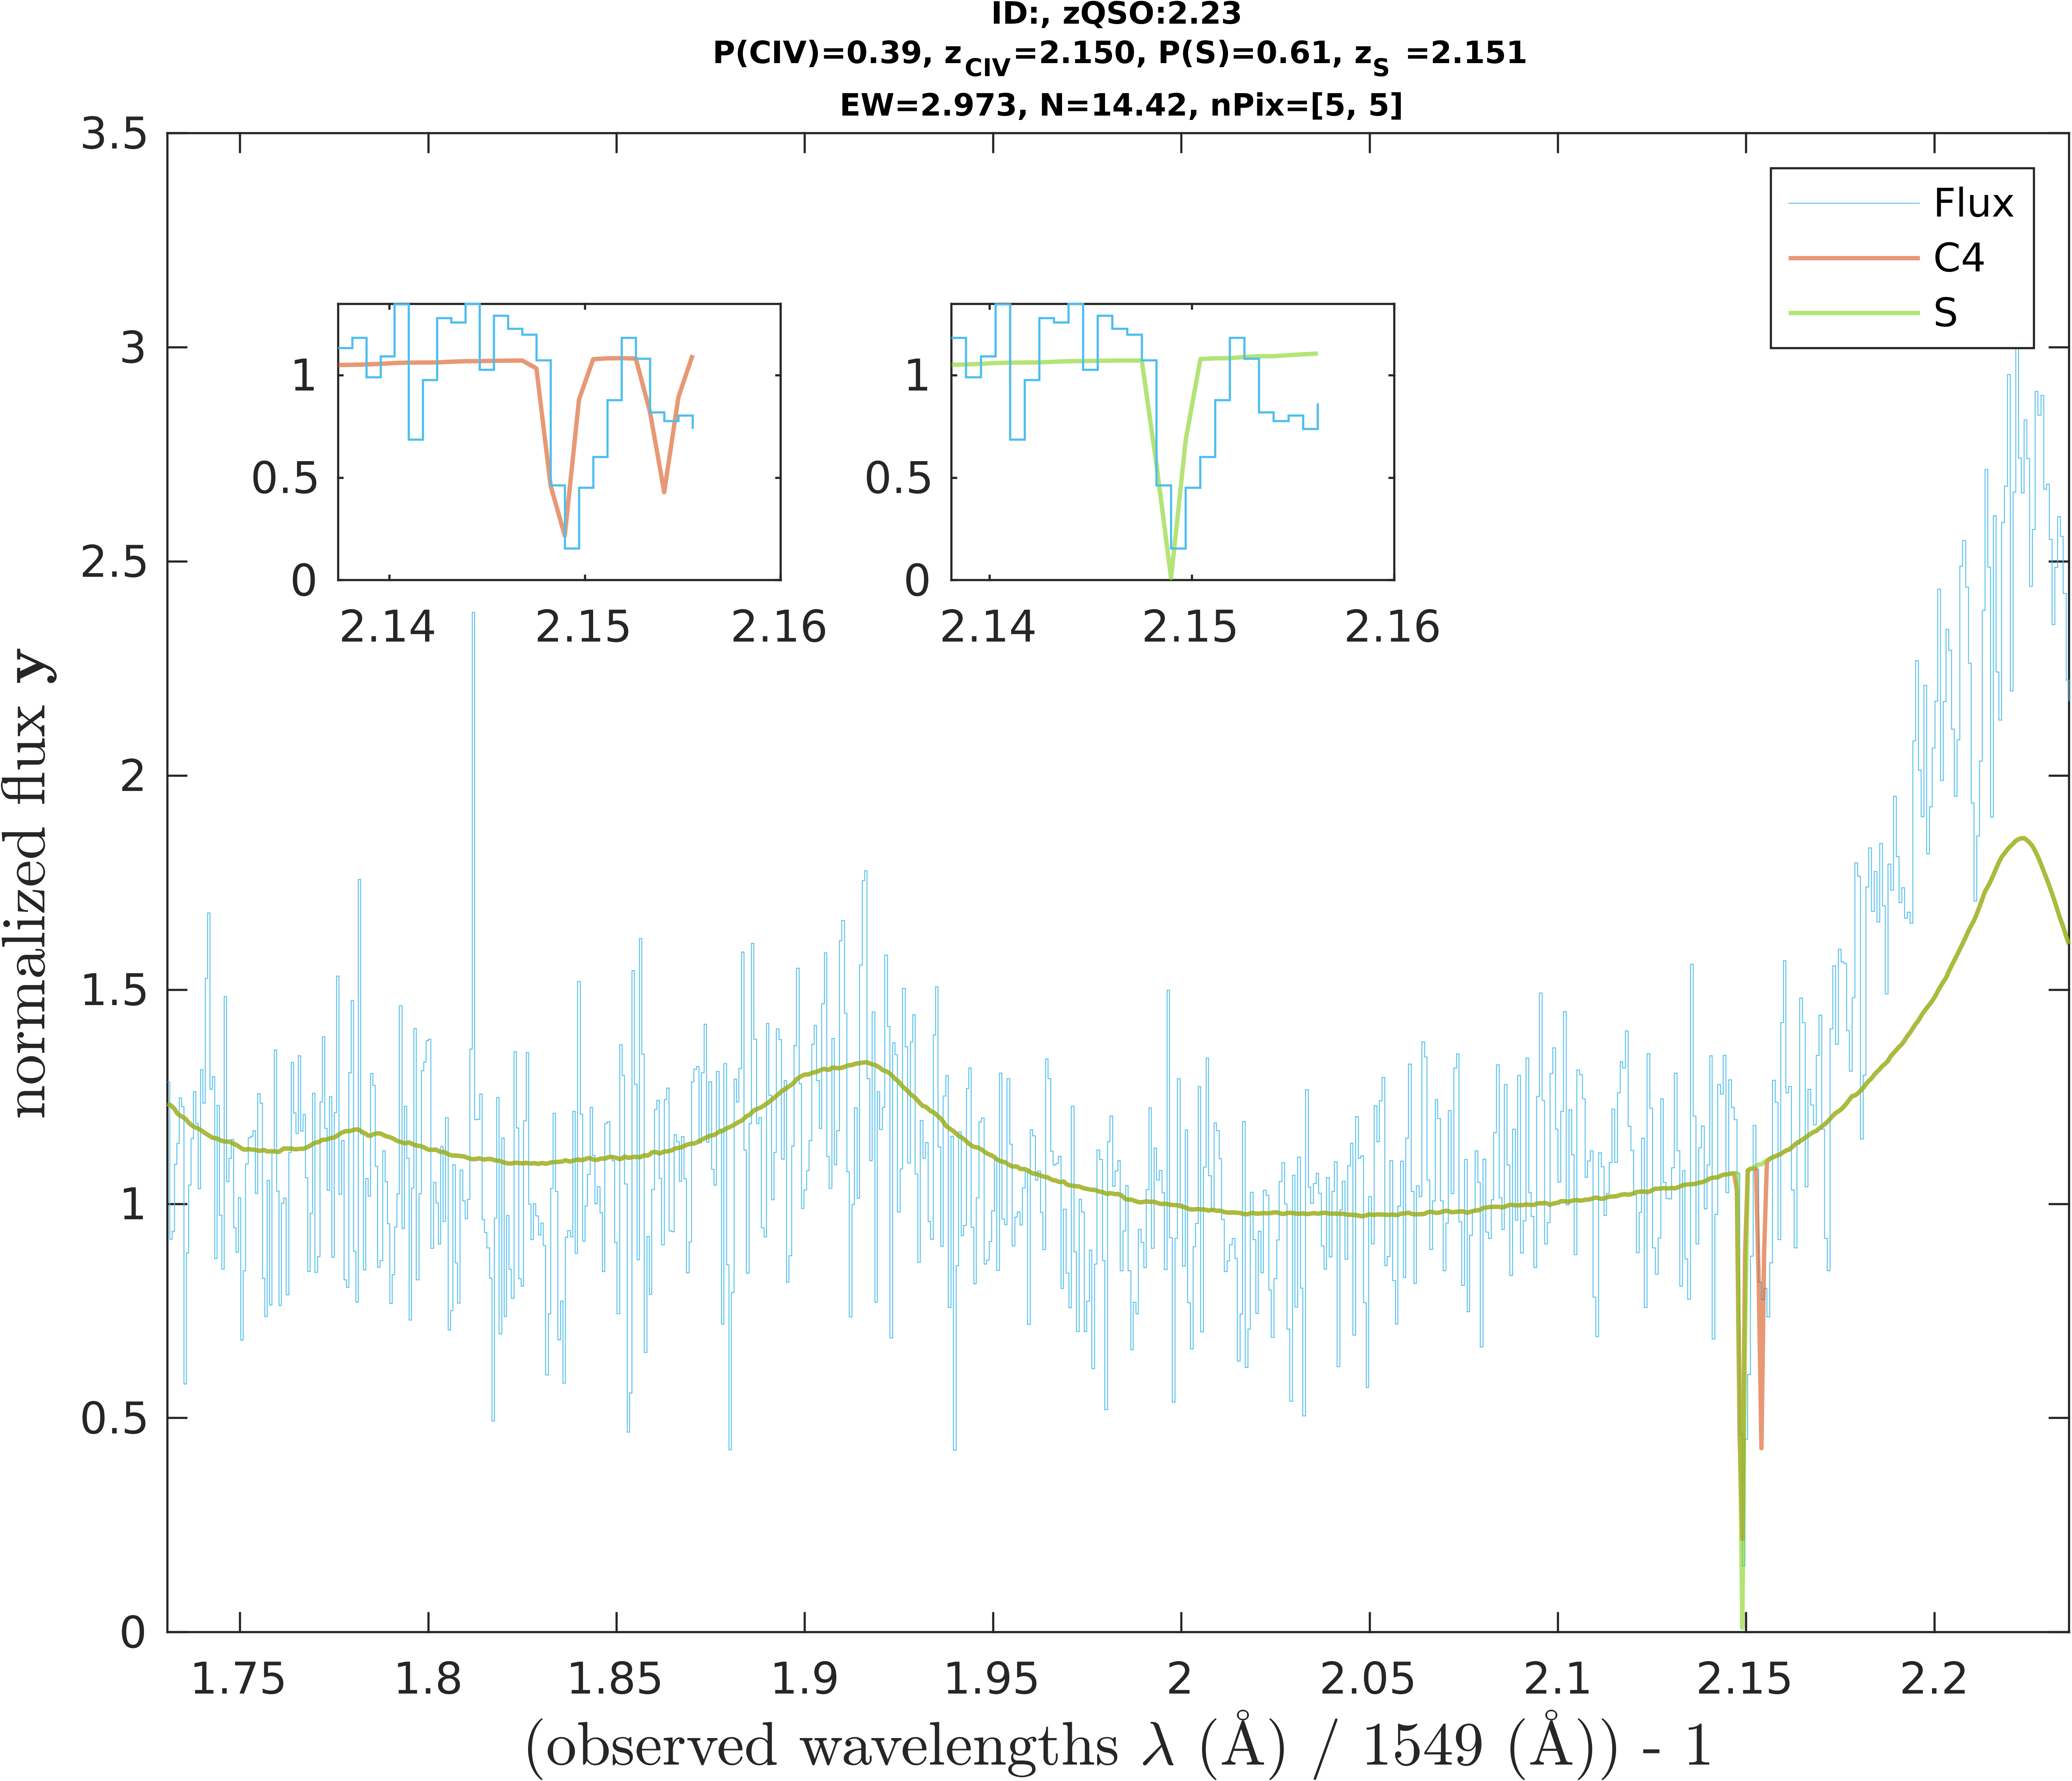 ID:, zQSO:2.23
P(CIV)=0.39, z_CIV=2.150, P(S)=0.61, z_S =2.151
EW=2.973, N=14.42, nPix=[5, 5]
3.5
3
2.5
2
1.5
1
0.5
0
normalized flux y
Flux
C4
S
1
0.5
0
2.14 2.15 2.16
1
0.5
0
2.14 2.15 2.16
1.75 1.8 1.85 1.9 1.95 2 2.05 2.1 2.15 2.2
(observed wavelengths λ (Å) / 1549 (Å)) - 1